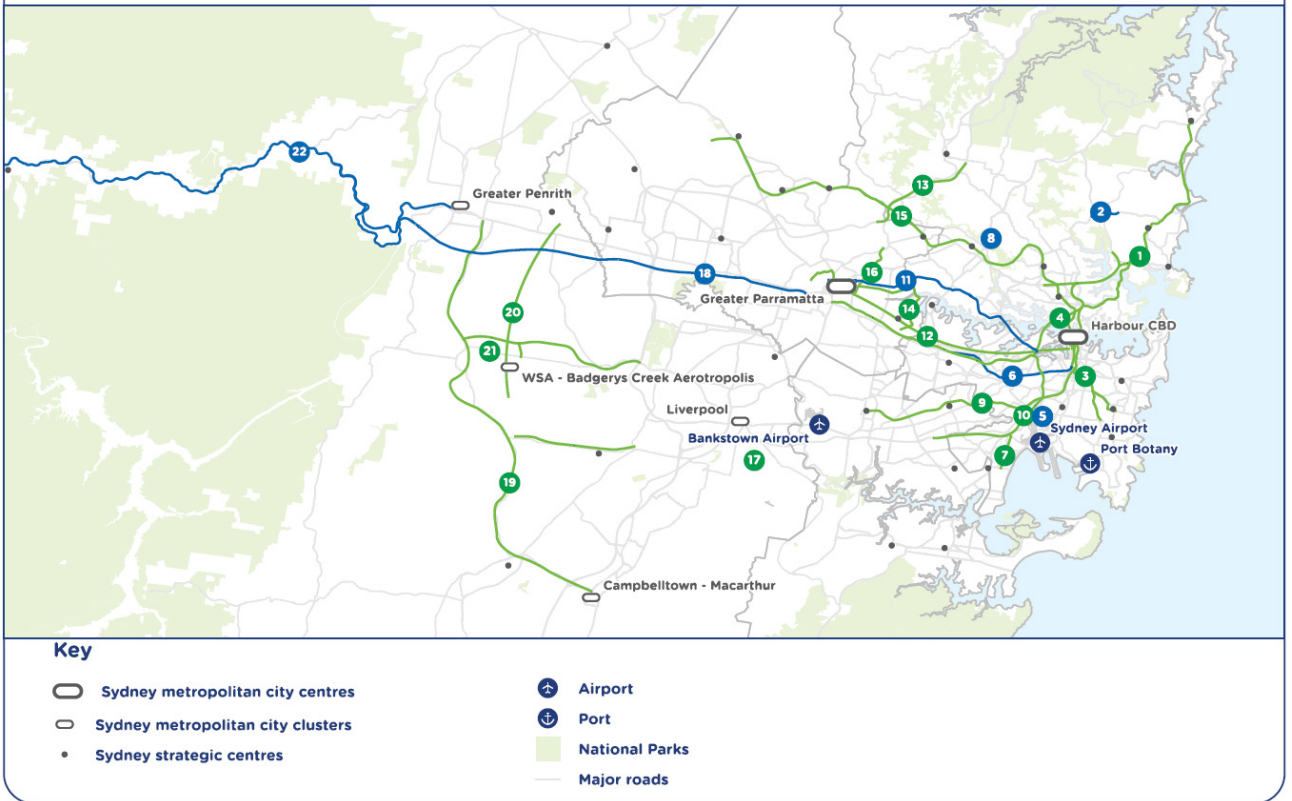 22
Greater Penrith
13
15
2
8
1
18
16
11
Greater Parramatta
20
14
4
Harbour CBD
12
21
WSA - Badgerys Creek Aerotropolis
6
3
Liverpool
9
10
5
Sydney Airport
Bankstown Airport
Port Botany
17
7
19
Campbelltown - Macarthur
Key
Sydney metropolitan city centres
Airport
Sydney metropolitan city clusters
Port
Sydney strategic centres
National Parks
Major roads